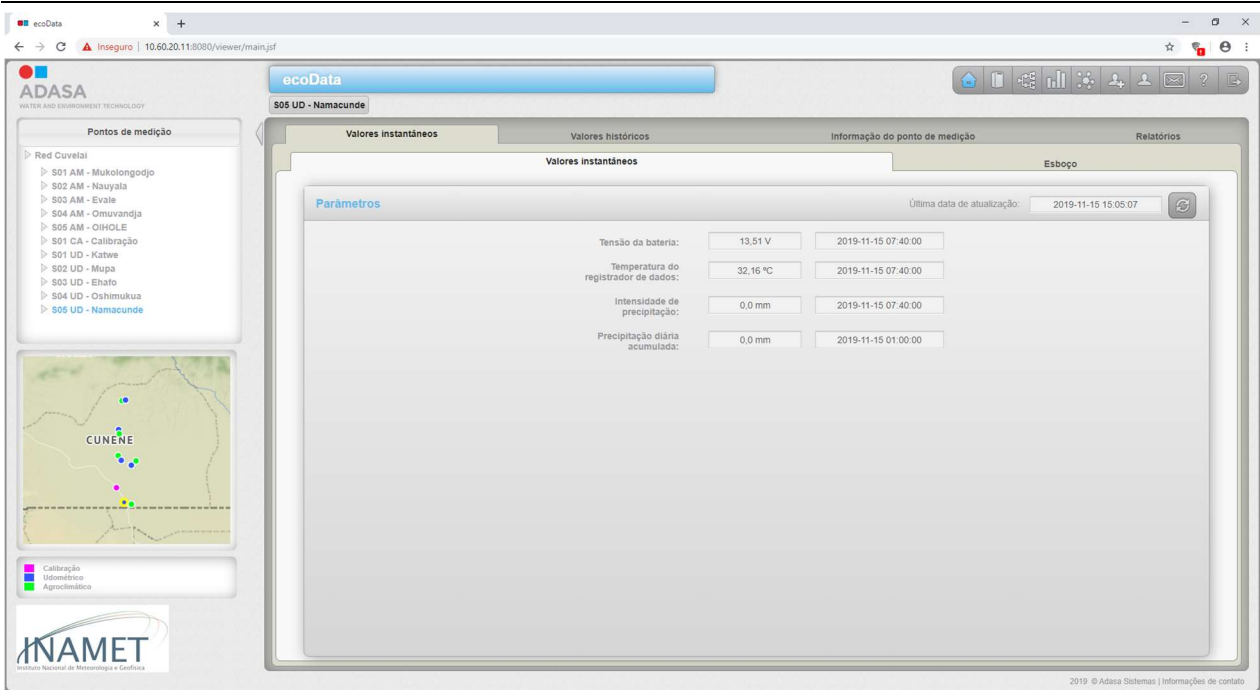 ecoData
Inseguro | 10.60.20.11:8080/viewer/main.jsf
ADASA
WATER AND ENVIRONMENT TECHNOLOGY
ecoData
S05 UD - Namacunde
Pontos de medição
Red Cuvelai
S01 AM - Mukolongodjo
S02 AM - Nauyala
S03 AM - Evale
S04 AM - Omuvandja
S05 AM - OIHOLE
S01 CA - Calibração
S01 UD - Katwe
S02 UD - Mupa
S03 UD - Ehafo
S04 UD - Oshimukua
S05 UD - Namacunde
CUNENE
Calibração
Udométrico
Agroclimático
INAMET
Instituto Nacional de Meteorologia e Geofísica
Valores instantâneos Valores históricos Informação do ponto de medição Relatórios
Valores instantâneos Esboço
Parâmetros Última data de atualização: 2019-11-15 15:05:07
Tensão da bateria: 13,51 V 2019-11-15 07:40:00
Temperatura do
registrador de dados: 32,16 ºC 2019-11-15 07:40:00
Intensidade de
precipitação: 0,0 mm 2019-11-15 07:40:00
Precipitação diária
acumulada: 0,0 mm 2019-11-15 01:00:00
2019 © Adasa Sistemas | Informações de contato